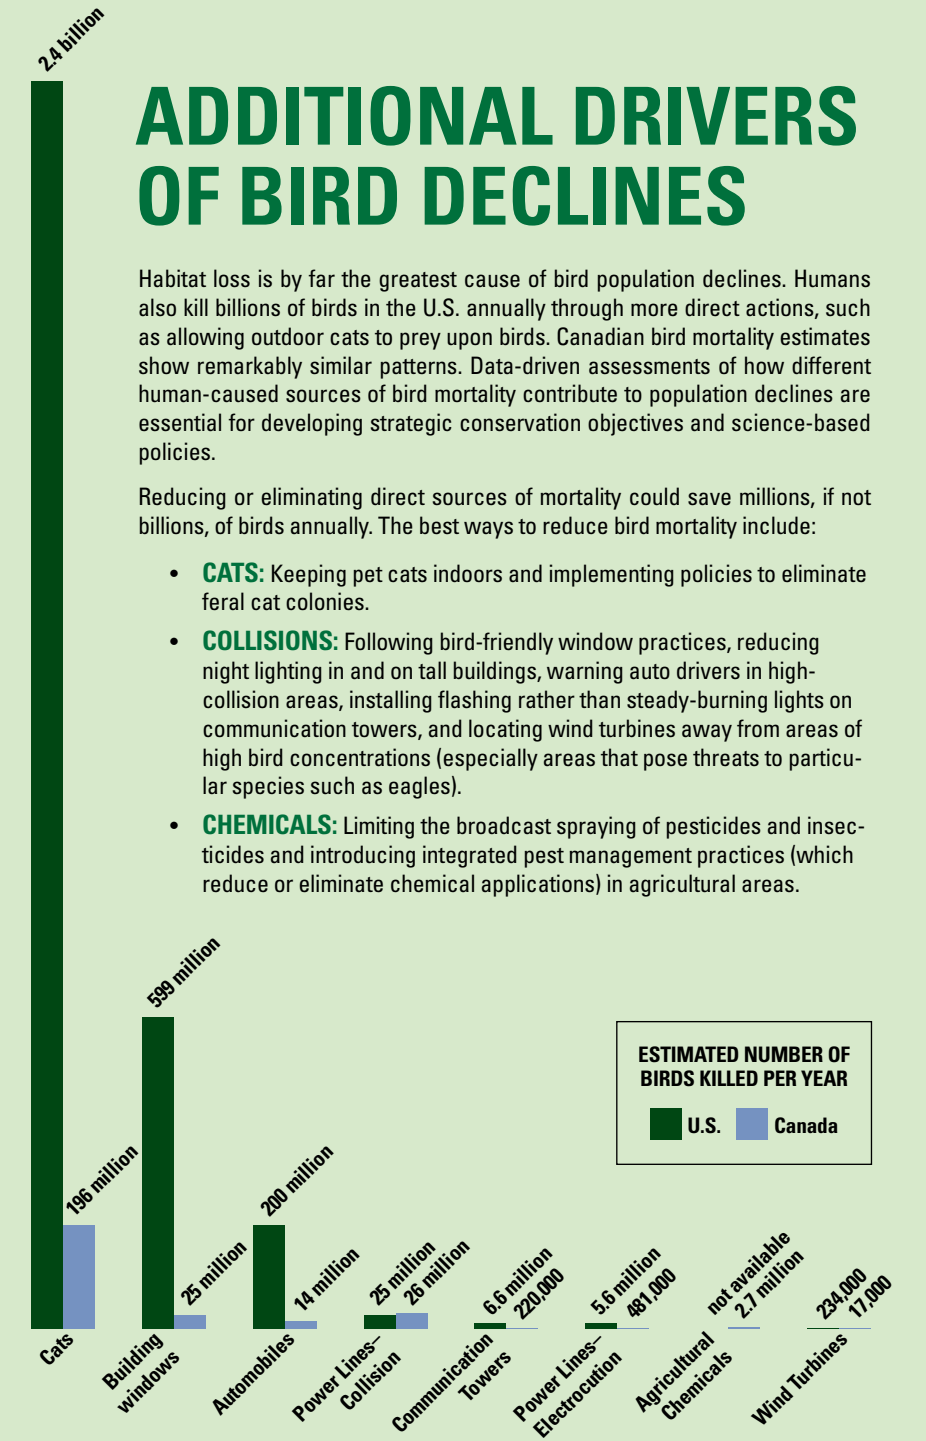 2.4 billion
ADDITIONAL DRIVERS
OF BIRD DECLINES
Habitat loss is by far the greatest cause of bird population declines. Humans
also kill billions of birds in the U.S. annually through more direct actions, such
as allowing outdoor cats to prey upon birds. Canadian bird mortality estimates
show remarkably similar patterns. Data-driven assessments of how different
human-caused sources of bird mortality contribute to population declines are
essential for developing strategic conservation objectives and science-based
policies.
Reducing or eliminating direct sources of mortality could save millions, if not
billions, of birds annually. The best ways to reduce bird mortality include:
• CATS: Keeping pet cats indoors and implementing policies to eliminate
feral cat colonies.
• COLLISIONS: Following bird-friendly window practices, reducing
night lighting in and on tall buildings, warning auto drivers in high-
collision areas, installing flashing rather than steady-burning lights on
communication towers, and locating wind turbines away from areas of
high bird concentrations (especially areas that pose threats to particu-
lar species such as eagles).
• CHEMICALS: Limiting the broadcast spraying of pesticides and insec-
ticides and introducing integrated pest management practices (which
reduce or eliminate chemical applications) in agricultural areas.
599 million
ESTIMATED NUMBER OF
BIRDS KILLED PER YEAR
U.S.
Canada
196 million
25 million
200 million
14 million
25 million
26 million
6.6 million
220,000
5.6 million
481,000
not available
2.7 million
234,000
17,000
Cats
Building
windows
Automobiles
Power Lines–
Collision
Communication
Towers
Power Lines–
Electrocution
Agricultural
Chemicals
Wind Turbines